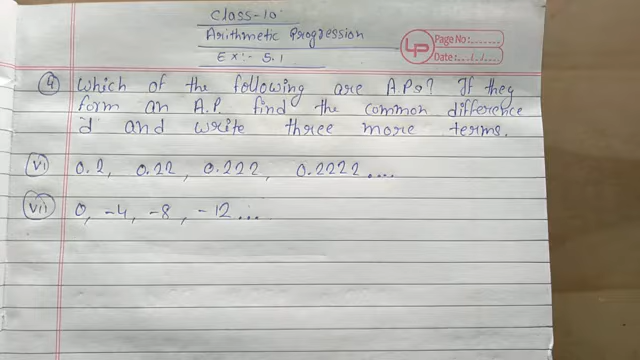 Class-10
Arithmetic Progression
Ex:- 5.1
LP
Page No:........
Date: .../.../....
4 Which of the following are A.Ps? If they
form an A.P. find the common difference
d and write three more terms.
vi 0.2, 0.22, 0.222, 0.2222....
vii 0, -4, -8, -12...